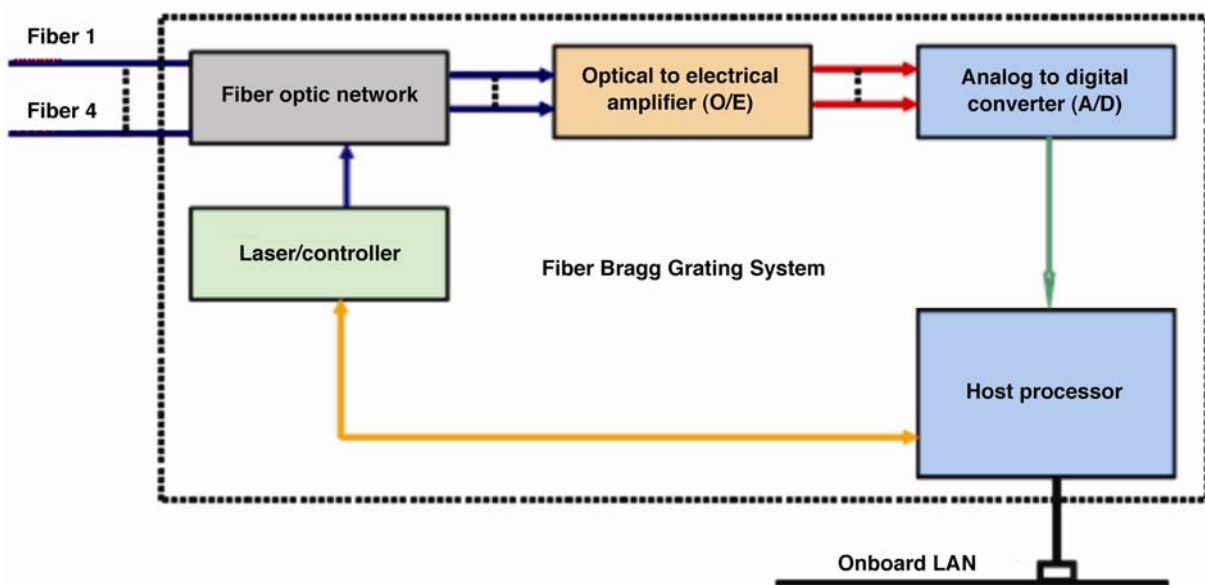 Fiber 1
Fiber 4
Fiber optic network
Optical to electrical
amplifier (O/E)
Analog to digital
converter (A/D)
Laser/controller
Fiber Bragg Grating System
Host processor
Onboard LAN